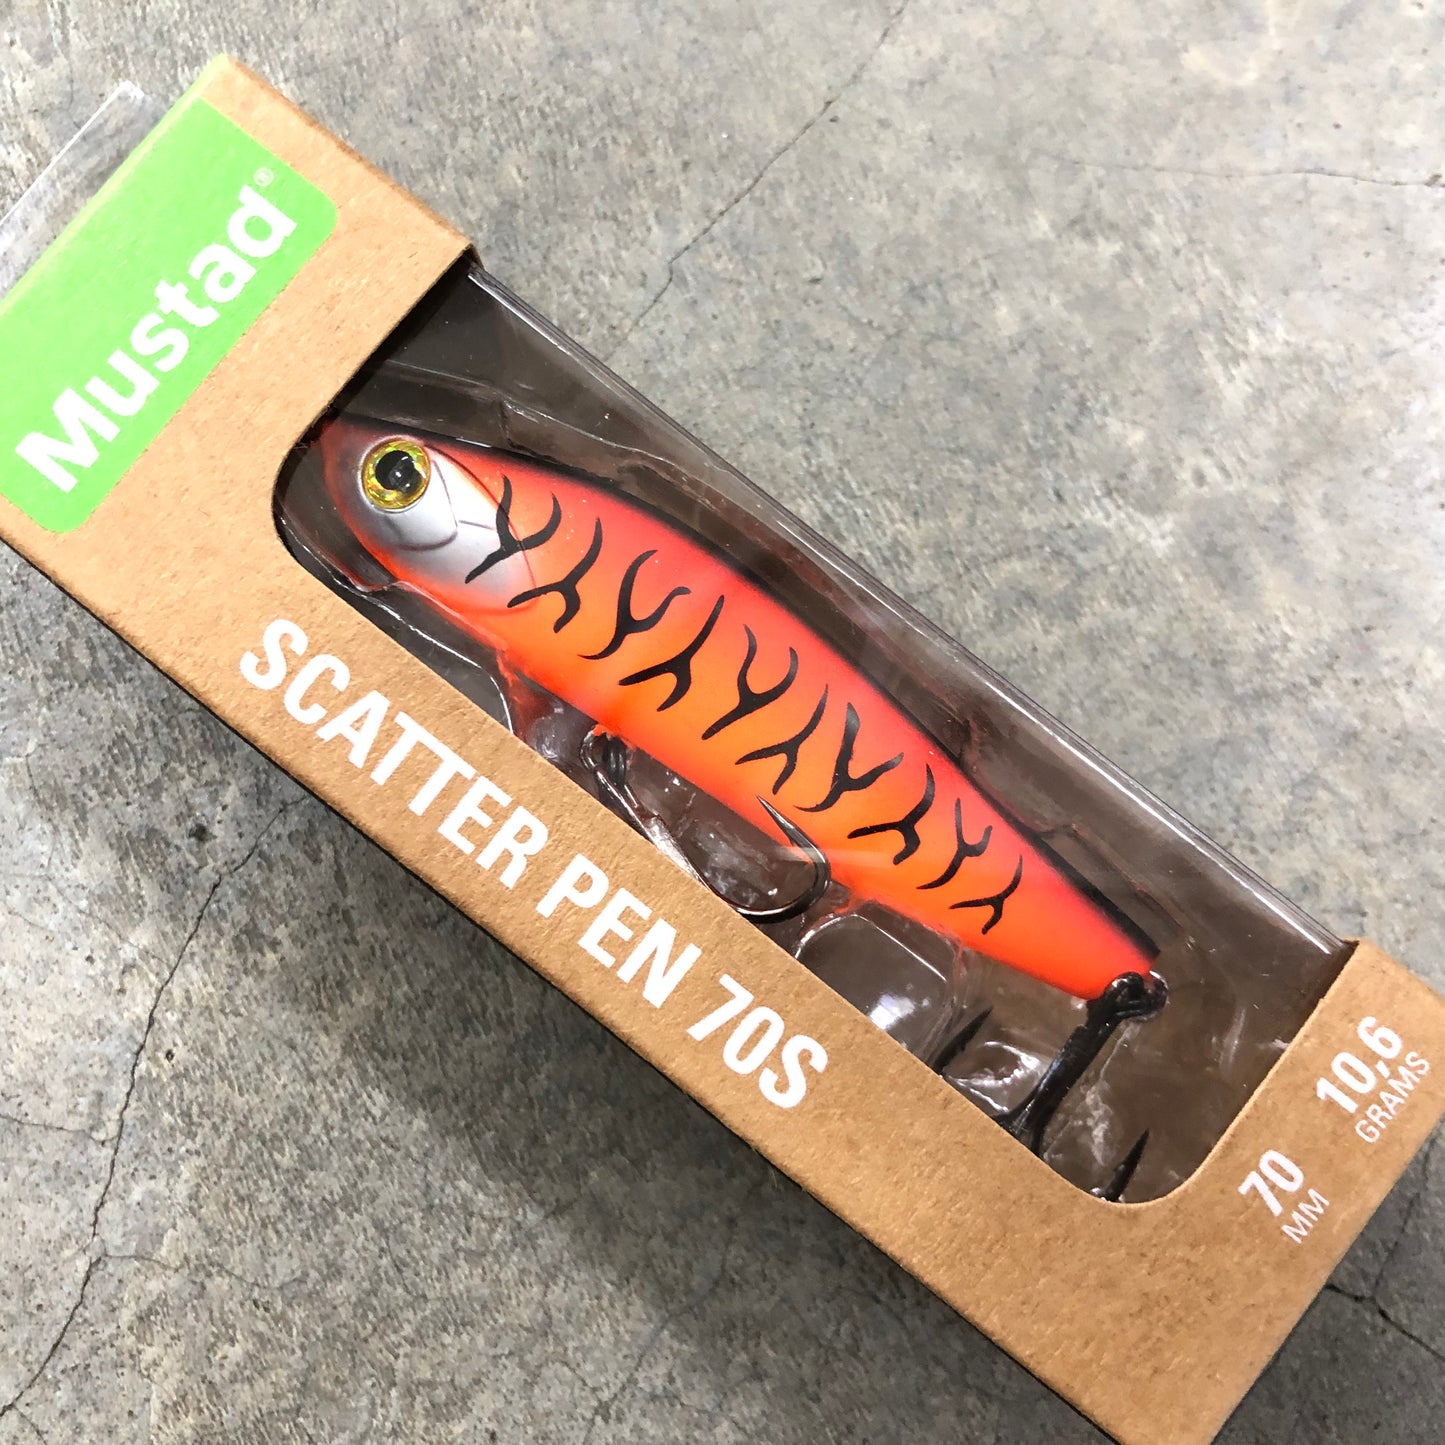 Mustad®
SCATTER PEN 70S
10,6
GRAMS
70
MM